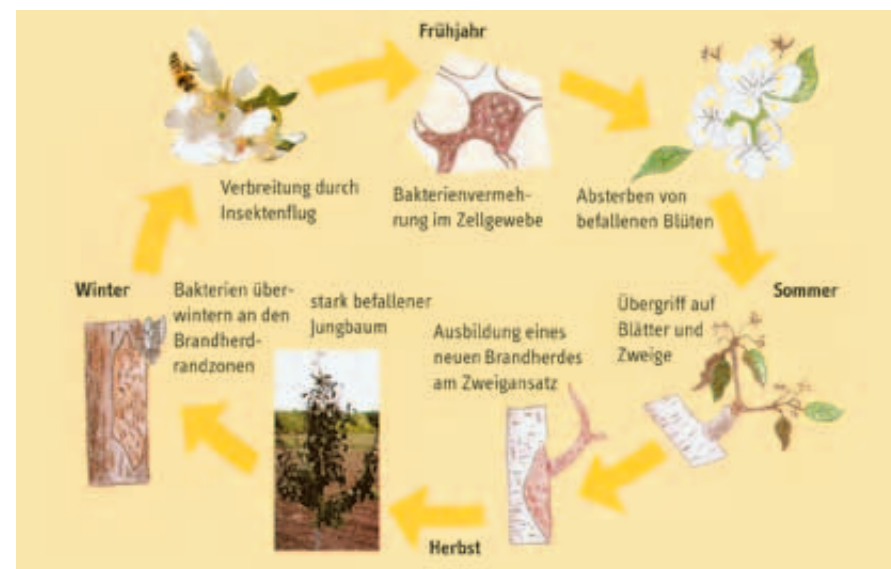 Frühjahr
Verbreitung durch
Insektenflug
Bakterienvermeh-
rung im Zellgewebe
Absterben von
befallenen Blüten
Sommer
Übergriff auf
Blätter und
Zweige
Ausbildung eines
neuen Brandherdes
am Zweigansatz
Herbst
stark befallener
Jungbaum
Winter
Bakterien über-
wintern an den
Brandherd-
randzonen